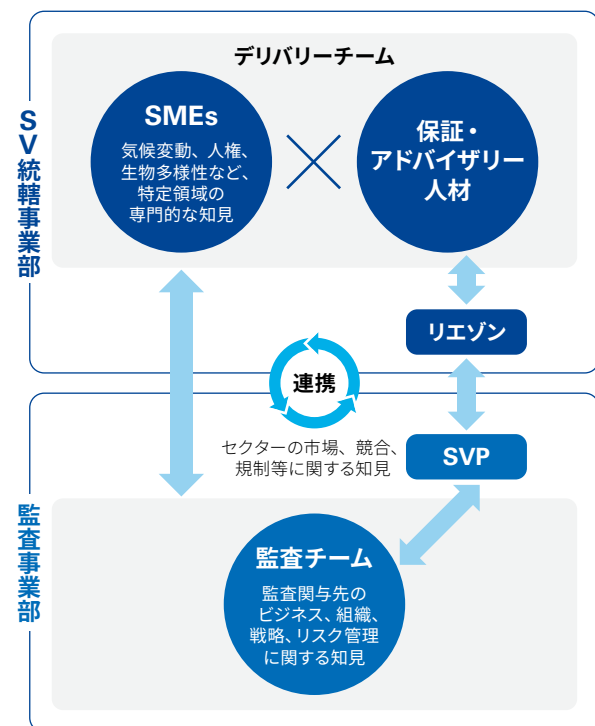 SV統轄事業部
デリバリーチーム
SMEs
気候変動、人権、
生物多様性など、
特定領域の
専門的な知見
保証・
アドバイザリー
人材
リエゾン
連携
セクターの市場、競合、
規制等に関する知見
SVP
監査事業部
監査チーム
監査関与先の
ビジネス、組織、
戦略、リスク管理
に関する知見